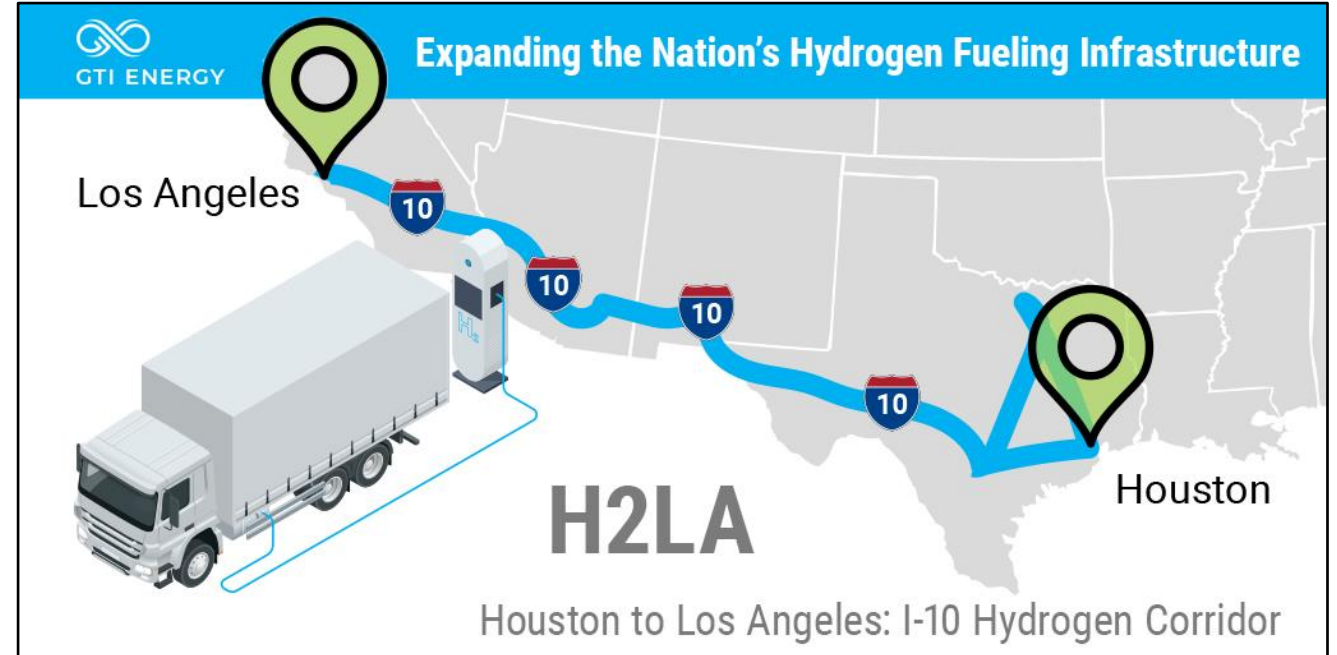 GTI ENERGY
Expanding the Nation's Hydrogen Fueling Infrastructure
Los Angeles
10
10
10
10
H2
Houston
H2LA
Houston to Los Angeles: I-10 Hydrogen Corridor